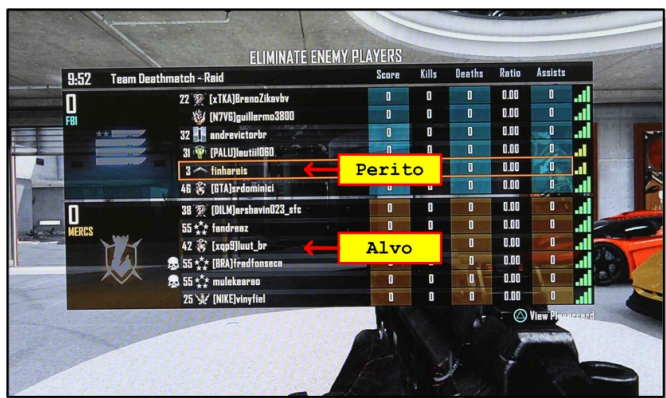 ELIMINATE ENEMY PLAYERS
9:52 Team Deathmatch - Raid Score Kills Deaths Ratio Assists
0 FBI
22 [xTKA]BrenoZikavbv 0 0 0 0.00 0
[N7V6]guillermo3800 0 0 0 0.00 0
32 andrevictorbr 0 0 0 0.00 0
31 [PALU]leutiil060 0 0 0 0.00 0
3 finhareis Perito 0 0 0 0.00 0
46 [GTA]srdominici 0 0 0 0.00 0
0 MERCS
38 [DILM]arshavin023_sfc 0 0 0 0.00 0
55 fandreaz 0 0 0 0.00 0
42 [xqp9]luut_br Alvo 0 0 0 0.00 0
55 [BRA]fredfonseca 0 0 0 0.00 0
55 mulekeerao 0 0 0 0.00 0
25 [NIKE]vinyfiel 0 0 0 0.00 0
View Playercard